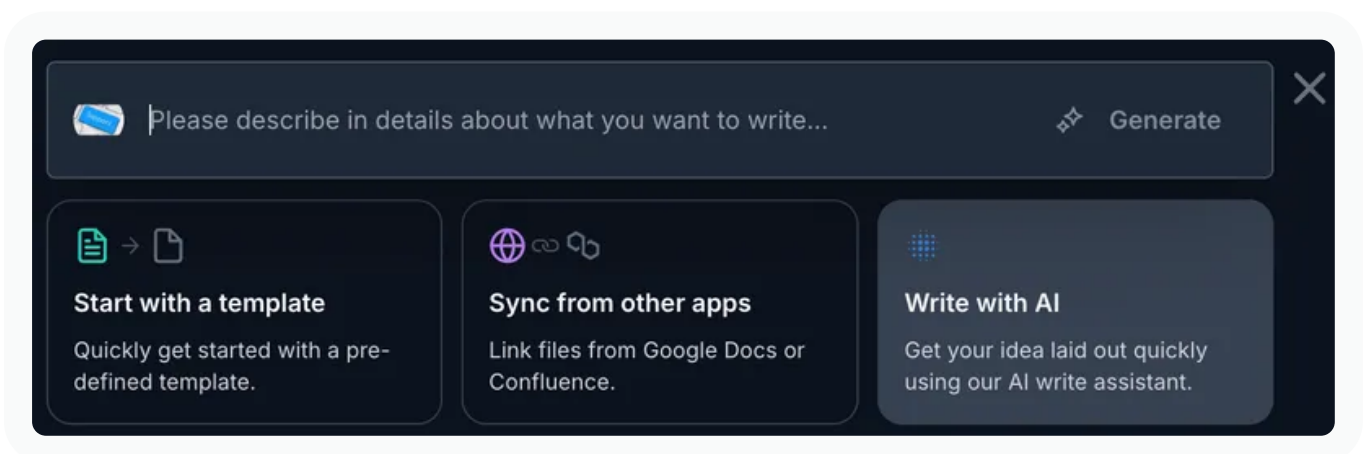 Please describe in details about what you want to write...
Generate
Start with a template
Quickly get started with a pre-
defined template.
Sync from other apps
Link files from Google Docs or
Confluence.
Write with AI
Get your idea laid out quickly
using our AI write assistant.